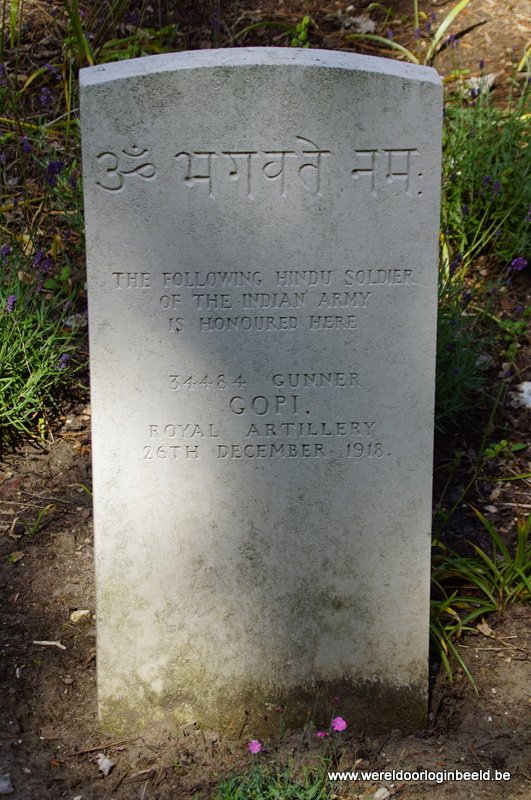 ॐ भगवते नमः
THE FOLLOWING HINDU SOLDIER
OF THE INDIAN ARMY
IS HONOURED HERE
34484 GUNNER
GOPI.
ROYAL ARTILLERY
26TH DECEMBER 1918.
www.wereldoorloginbeeld.be